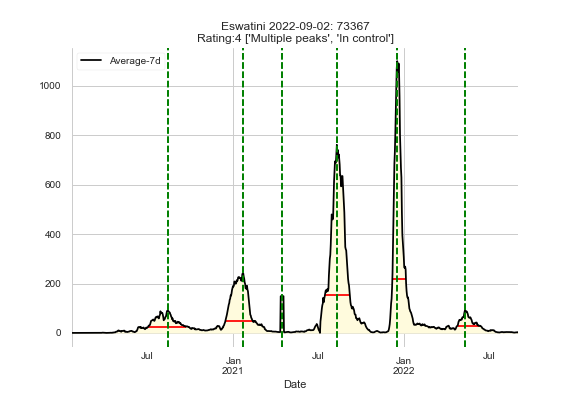 Eswatini 2022-09-02: 73367
Rating:4 ['Multiple peaks', 'In control']
Average-7d
1000
800
600
400
200
0
Jul
Jan
2021
Jul
Jan
2022
Jul
Date